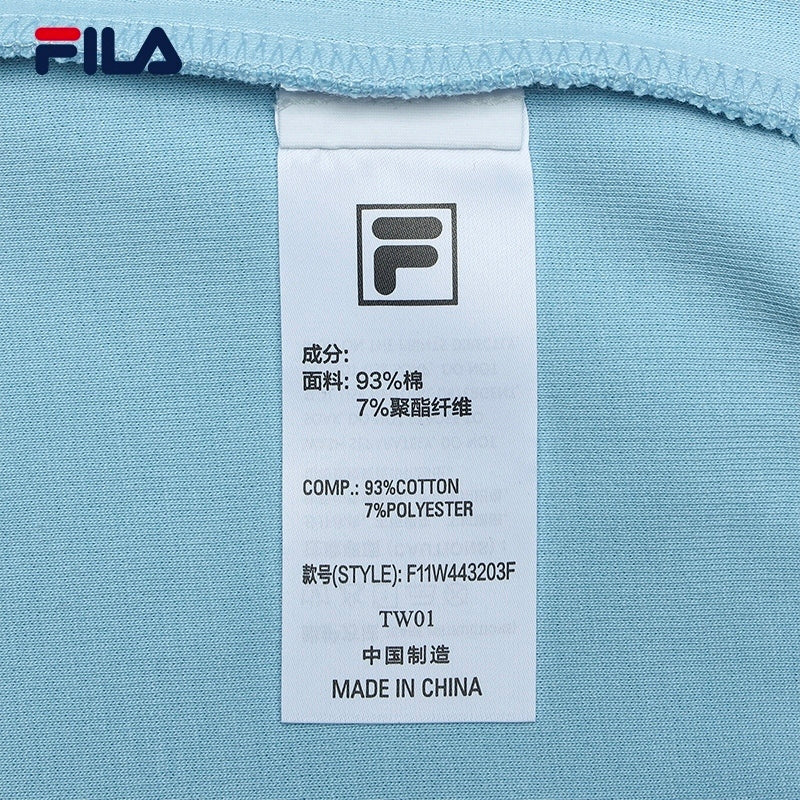 FILA
F
成分:
面料: 93%棉
7%聚酯纤维
COMP.: 93%COTTON
7%POLYESTER
款号(STYLE): F11W443203F
TW01
中国制造
MADE IN CHINA